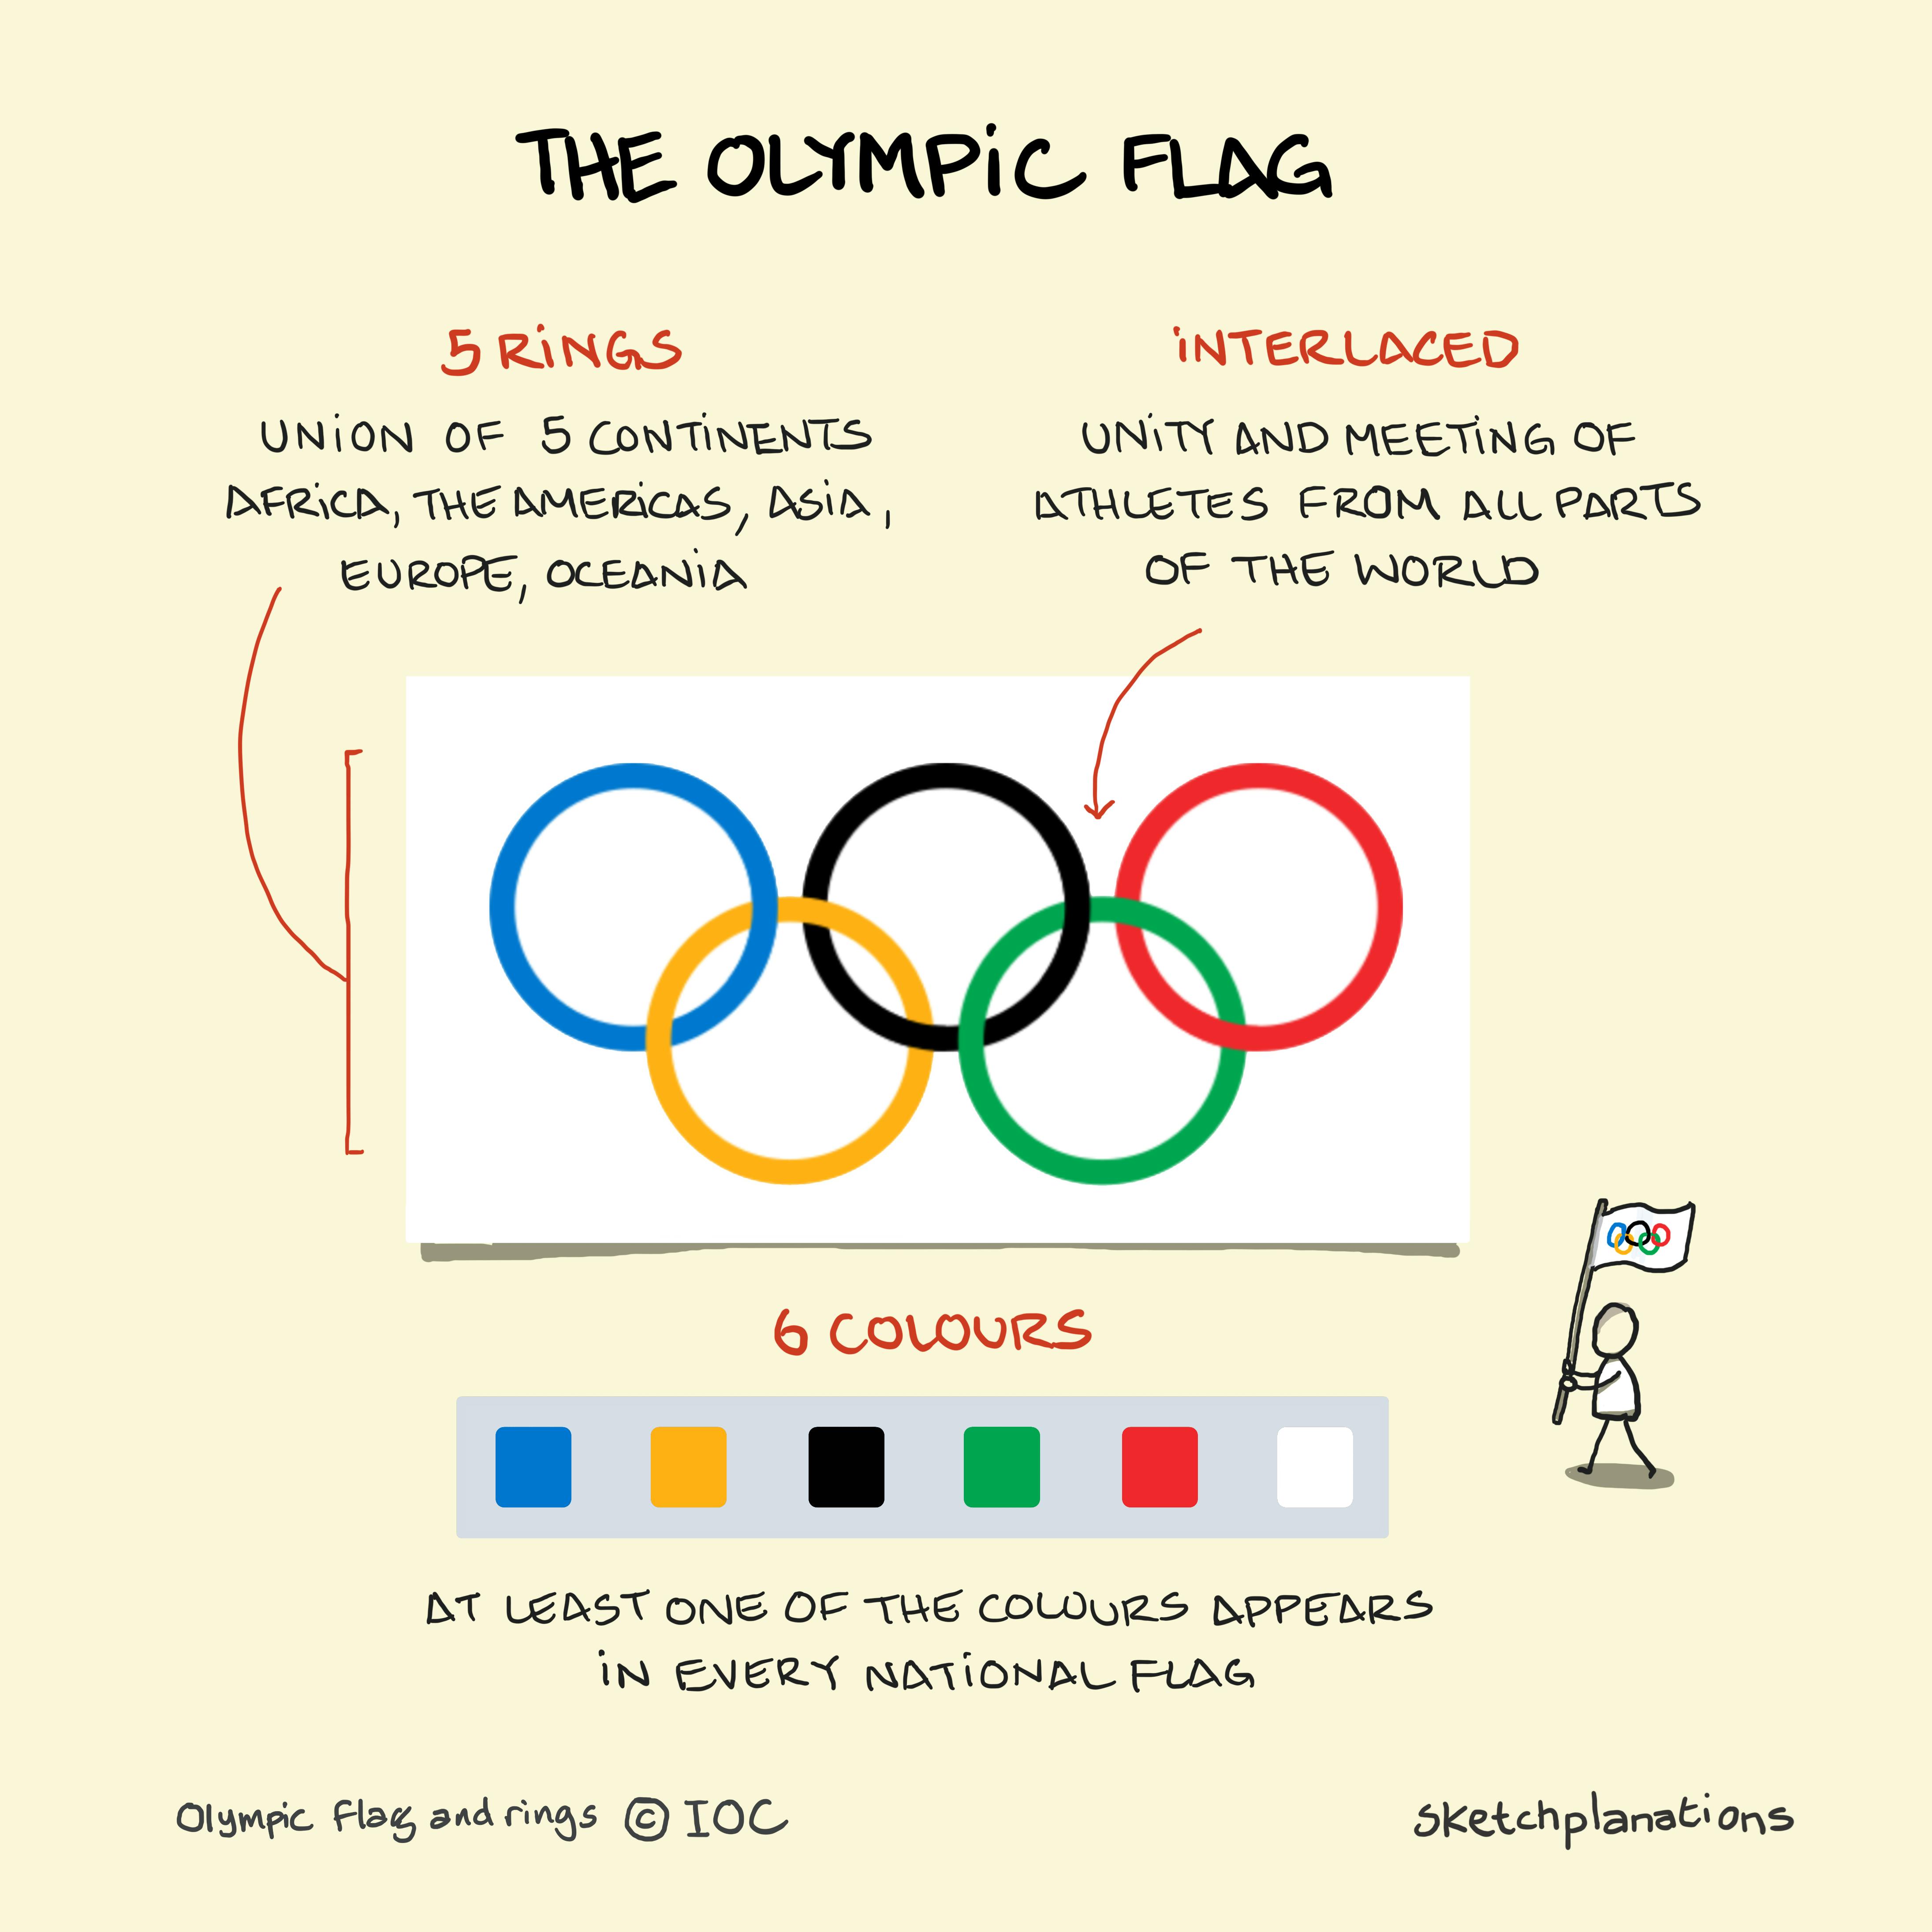 THE OLYMPiC FLAG
5 RiNGS
UNiON OF 5 CONTiNENTS
AFRiCA, THE AMERiCAS, ASiA,
EUROPE, OCEANiA
iNTERLACED
UNiTY AND MEETiNG OF
ATHLETES FROM ALL PARTS
OF THE WORLD
6 COLOURS
AT LEAST ONE OF THE COLOURS APPEARS
iN EVERY NATiONAL FLAG
Olympic Flag and rings © IOC
sketchplanations